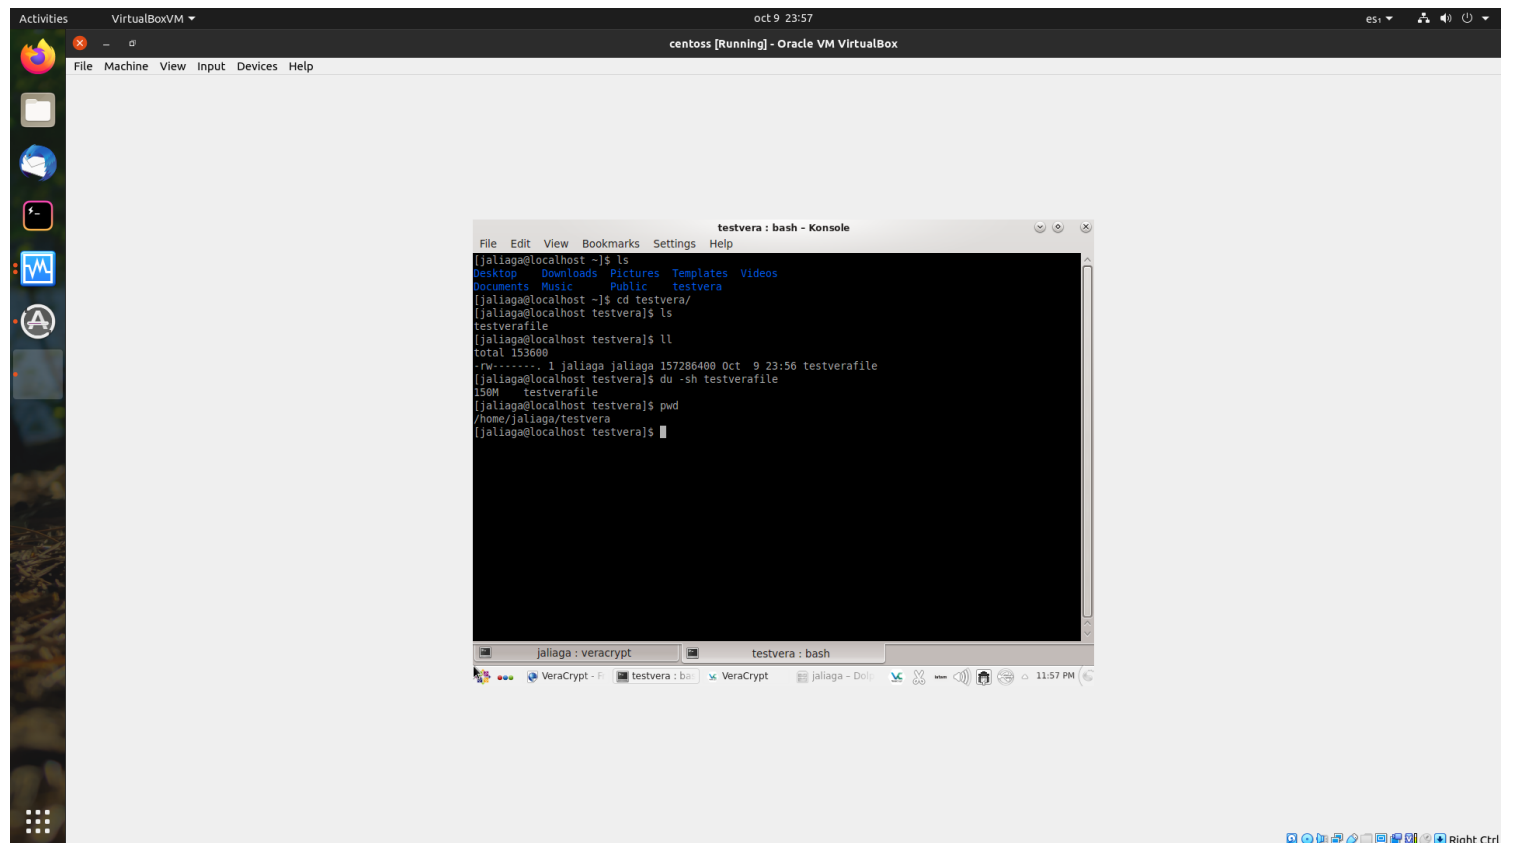 Activities VirtualBoxVM oct 9 23:57 es₁
centoss [Running] - Oracle VM VirtualBox
File Machine View Input Devices Help
testvera : bash – Konsole
File Edit View Bookmarks Settings Help
[jaliaga@localhost ~]$ ls
Desktop Downloads Pictures Templates Videos
Documents Music Public testvera
[jaliaga@localhost ~]$ cd testvera/
[jaliaga@localhost testvera]$ ls
testverafile
[jaliaga@localhost testvera]$ ll
total 153600
-rw-------. 1 jaliaga jaliaga 157286400 Oct 9 23:56 testverafile
[jaliaga@localhost testvera]$ du -sh testverafile
150M testverafile
[jaliaga@localhost testvera]$ pwd
/home/jaliaga/testvera
[jaliaga@localhost testvera]$
jaliaga : veracrypt testvera : bash
VeraCrypt - F testvera : ba VeraCrypt jaliaga – Dol 11:57 PM
Right Ctrl